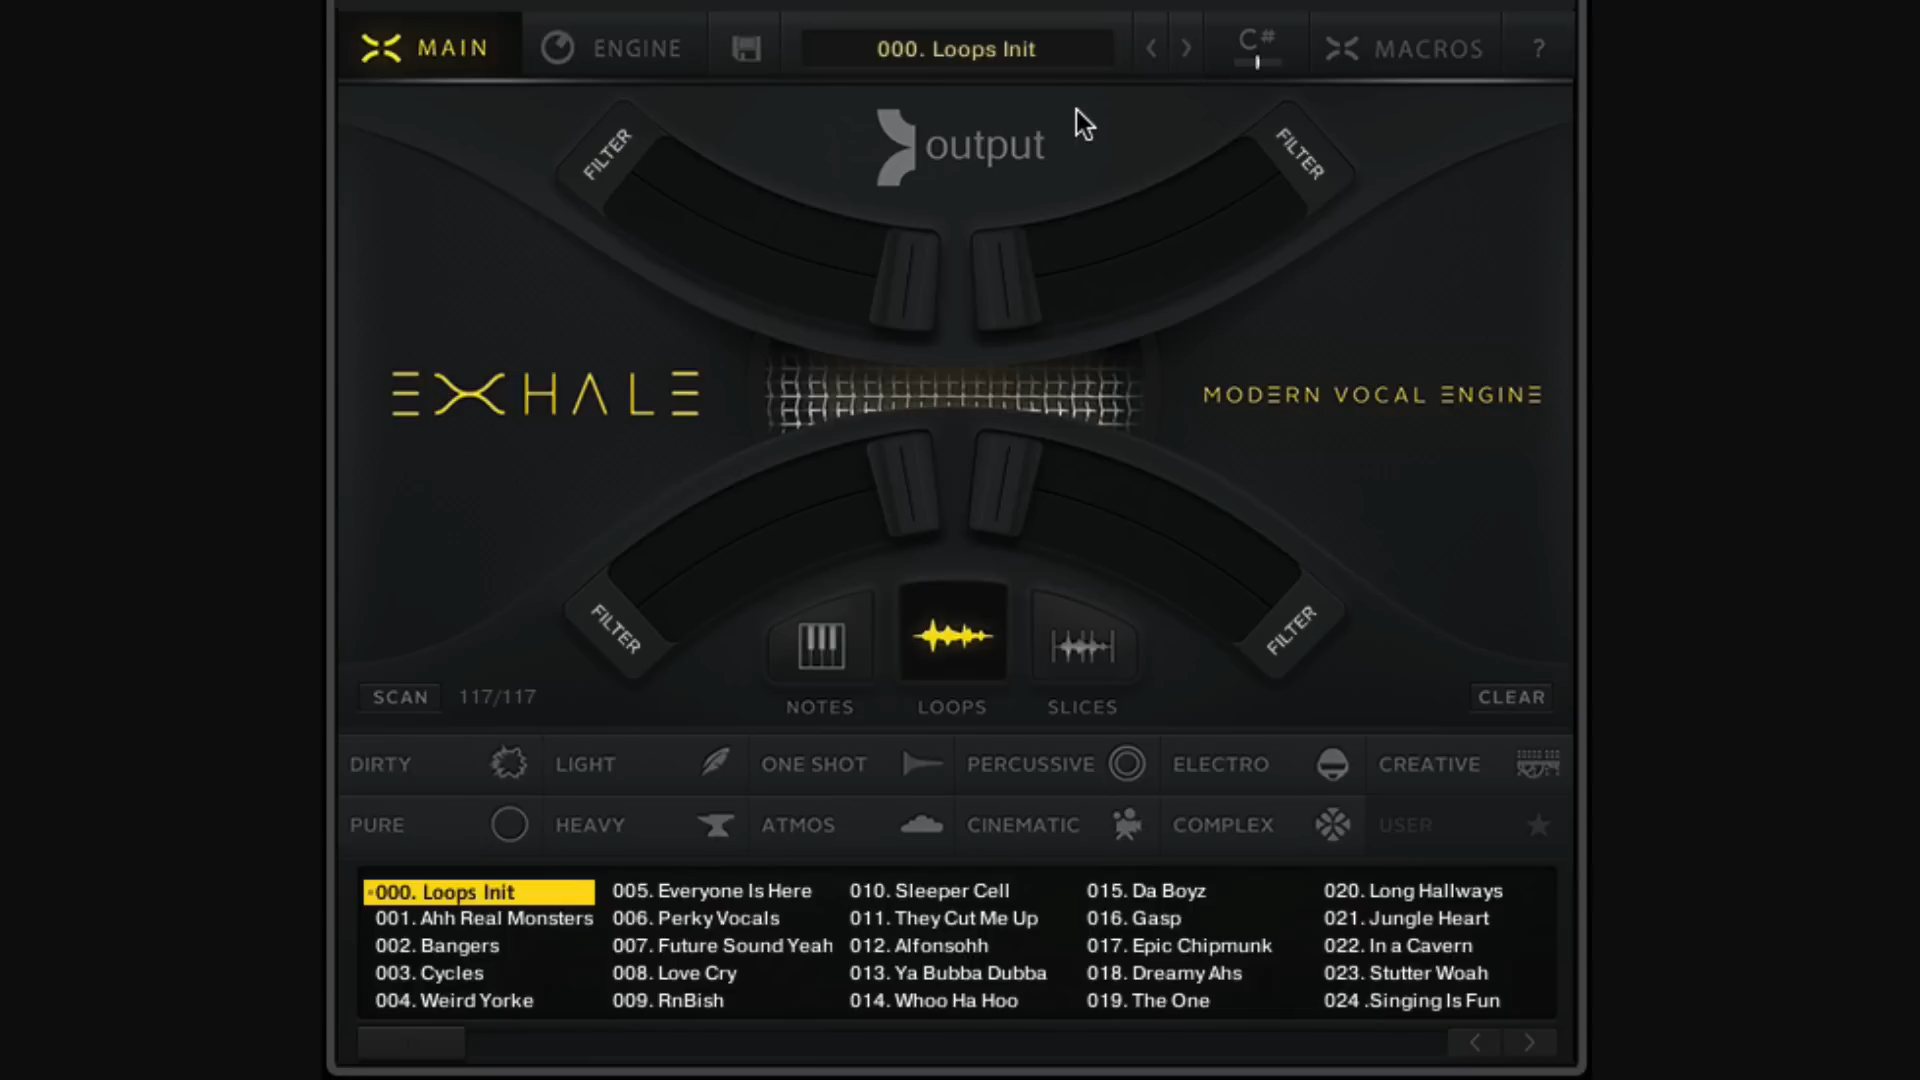 MAIN
ENGINE
000. Loops Init
< >
C#
MACROS
?
FILTER
output
FILTER
EXHALE
MODERN VOCAL ENGINE
FILTER
FILTER
SCAN 117/117
NOTES
LOOPS
SLICES
CLEAR
DIRTY
LIGHT
ONE SHOT
PERCUSSIVE
ELECTRO
CREATIVE
PURE
HEAVY
ATMOS
CINEMATIC
COMPLEX
USER
000. Loops Init
001. Ahh Real Monsters
002. Bangers
003. Cycles
004. Weird Yorke
005. Everyone Is Here
006. Perky Vocals
007. Future Sound Yeah
008. Love Cry
009. RnBish
010. Sleeper Cell
011. They Cut Me Up
012. Alfonsohh
013. Ya Bubba Dubba
014. Whoo Ha Hoo
015. Da Boyz
016. Gasp
017. Epic Chipmunk
018. Dreamy Ahs
019. The One
020. Long Hallways
021. Jungle Heart
022. In a Cavern
023. Stutter Woah
024 .Singing Is Fun
< >